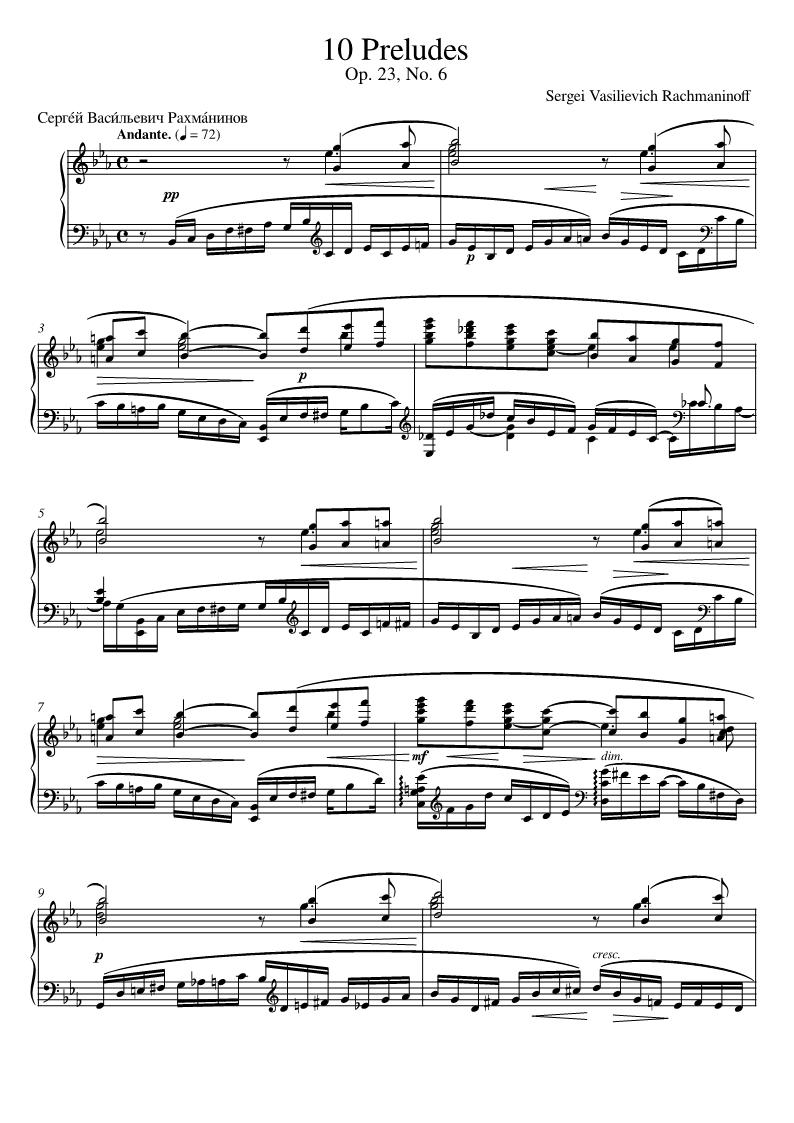 10 Preludes
Op. 23, No. 6
Sergei Vasilievich Rachmaninoff
Серге́й Васи́льевич Рахма́нинов
Andante. (♩ = 72)
pp
p
3
p
5
7
mf
dim.
9
p
cresc.